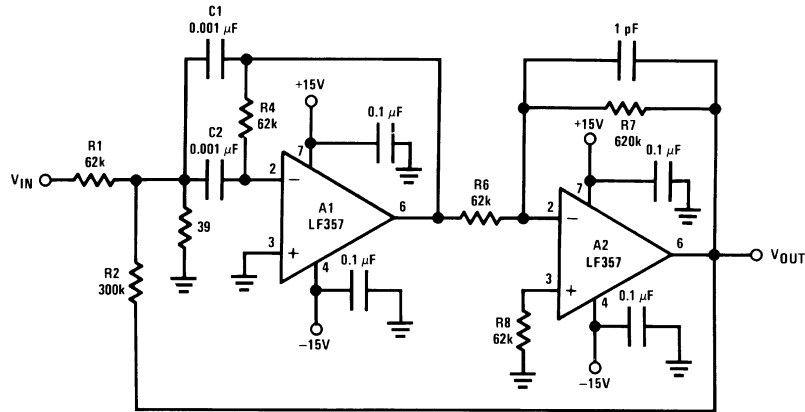 C1
0.001 µF
1 pF
+15V
R4
62k
0.1 µF
R7
620k
+15V
C2
0.001 µF
R1
62k
0.1 µF
7
V_IN
2
−
A1
LF357
6
R6
62k
2
−
7
39
3
+
4
A2
LF357
6
V_OUT
R2
300k
0.1 µF
3
+
4
0.1 µF
R8
62k
−15V
−15V